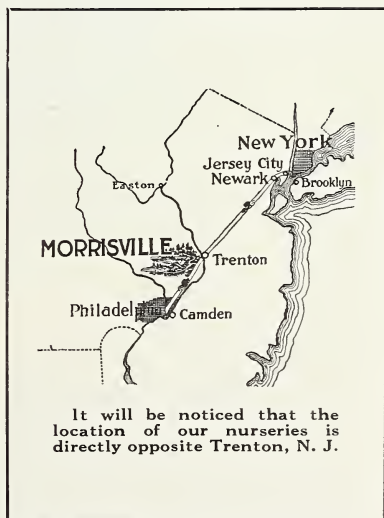 New York
Jersey City
Newark
Brooklyn
Easton
MORRISVILLE
Trenton
Philadelphia
Camden
It will be noticed that the
location of our nurseries is
directly opposite Trenton, N. J.